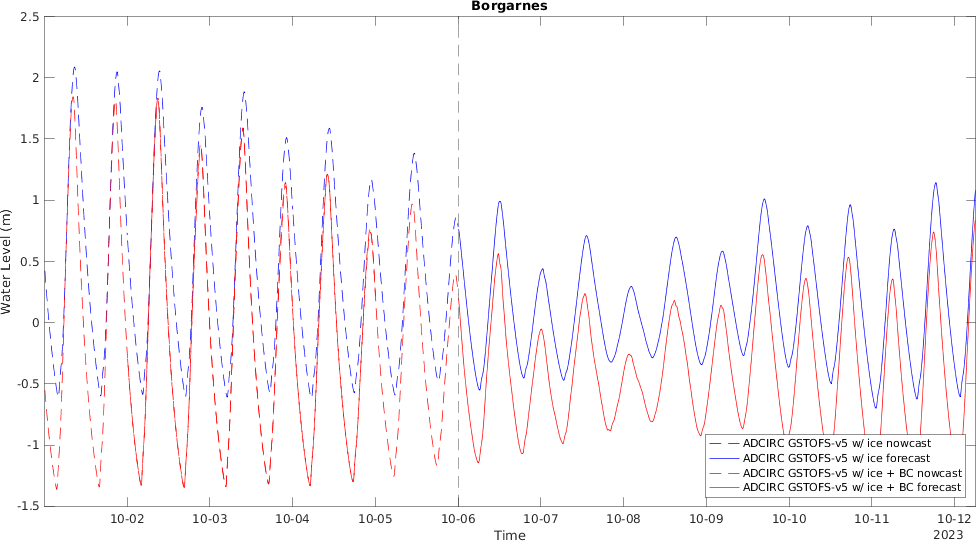 Borgarnes
2.5
2
1.5
1
0.5
0
-0.5
-1
-1.5
Water Level (m)
ADCIRC GSTOFS-v5 w/ ice nowcast
ADCIRC GSTOFS-v5 w/ ice forecast
ADCIRC GSTOFS-v5 w/ ice + BC nowcast
ADCIRC GSTOFS-v5 w/ ice + BC forecast
10-02 10-03 10-04 10-05 10-06 10-07 10-08 10-09 10-10 10-11 10-12
Time
2023